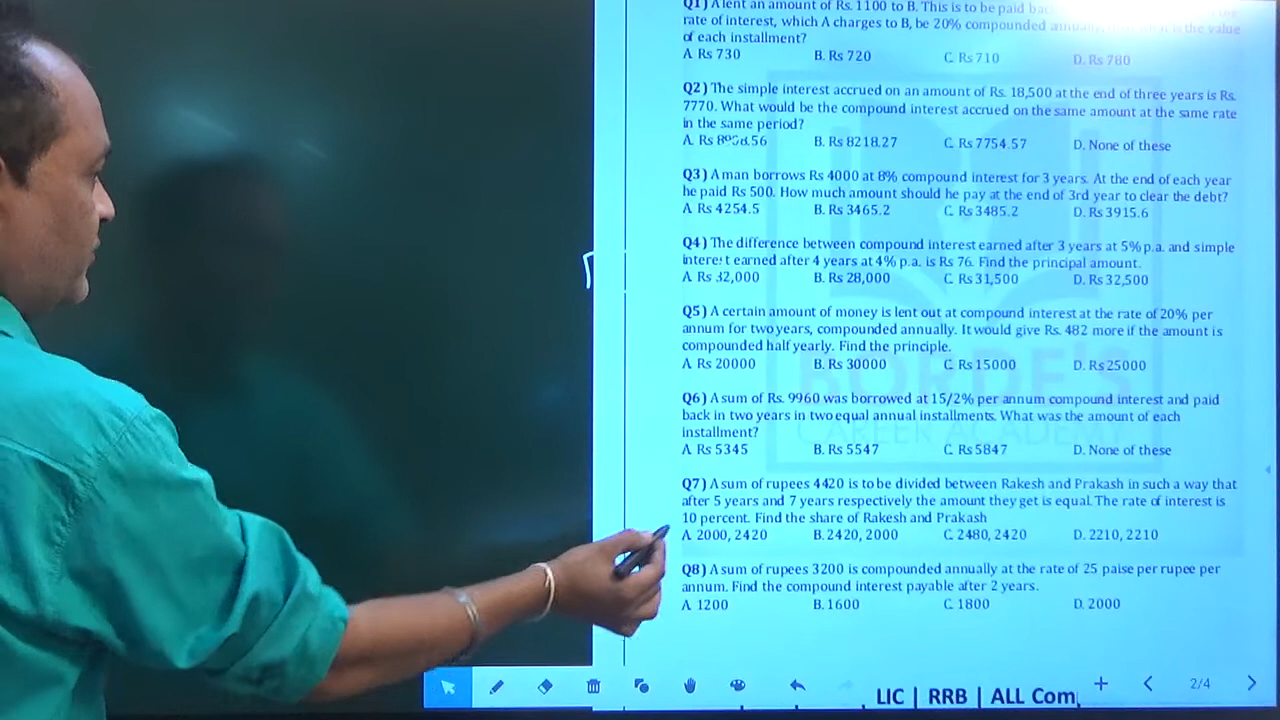 Q1) A lent an amount of Rs. 1100 to B. This is to be paid
rate of interest, which A charges to B, be 20% compounded is the value
of each installment?
A. Rs 730 B. Rs 720 C. Rs 710 D. Rs 780
Q2) The simple interest accrued on an amount of Rs. 18,500 at the end of three years is Rs.
7770. What would be the compound interest accrued on the same amount at the same rate
in the same period?
A. Rs B. Rs 8218.27 C. Rs 7754.57 D. None of these
Q3) A man borrows Rs 4000 at 8% compound interest for 3 years. At the end of each year
he paid Rs 500. How much amount should he pay at the end of 3rd year to clear the debt?
A. Rs 4254.5 B. Rs 3465.2 C. Rs 3485.2 D. Rs 3915.6
Q4) The difference between compound interest earned after 3 years at 5% p.a. and simple
interest earned after 4 years at 4% p.a. is Rs 76. Find the principal amount.
A. Rs 32,000 B. Rs 28,000 C. Rs 31,500 D. Rs 32,500
Q5) A certain amount of money is lent out at compound interest at the rate of 20% per
annum for two years, compounded annually. It would give Rs. 482 more if the amount is
compounded half yearly. Find the principle.
A. Rs 20000 B. Rs 30000 C. Rs 15000 D. Rs 25000
Q6) A sum of Rs. 9960 was borrowed at 15/2% per annum compound interest and paid
back in two years in two equal annual installments. What was the amount of each
installment?
A. Rs 5345 B. Rs 5547 C. Rs 5847 D. None of these
Q7) A sum of rupees 4420 is to be divided between Rakesh and Prakash in such a way that
after 5 years and 7 years respectively the amount they get is equal. The rate of interest is
10 percent. Find the share of Rakesh and Prakash
A. 2000, 2420 B. 2420, 2000 C. 2480, 2420 D. 2210, 2210
Q8) A sum of rupees 3200 is compounded annually at the rate of 25 paise per rupee per
annum. Find the compound interest payable after 2 years.
A. 1200 B. 1600 C. 1800 D. 2000
2/4
LIC | RRB | ALL Com